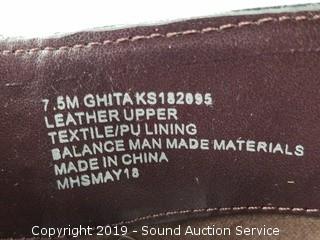 7.5M GHITA KS182095
LEATHER UPPER
TEXTILE/PU LINING
BALANCE MAN MADE MATERIALS
MADE IN CHINA
MHSMAY18
Copyright 2019 - Sound Auction Service